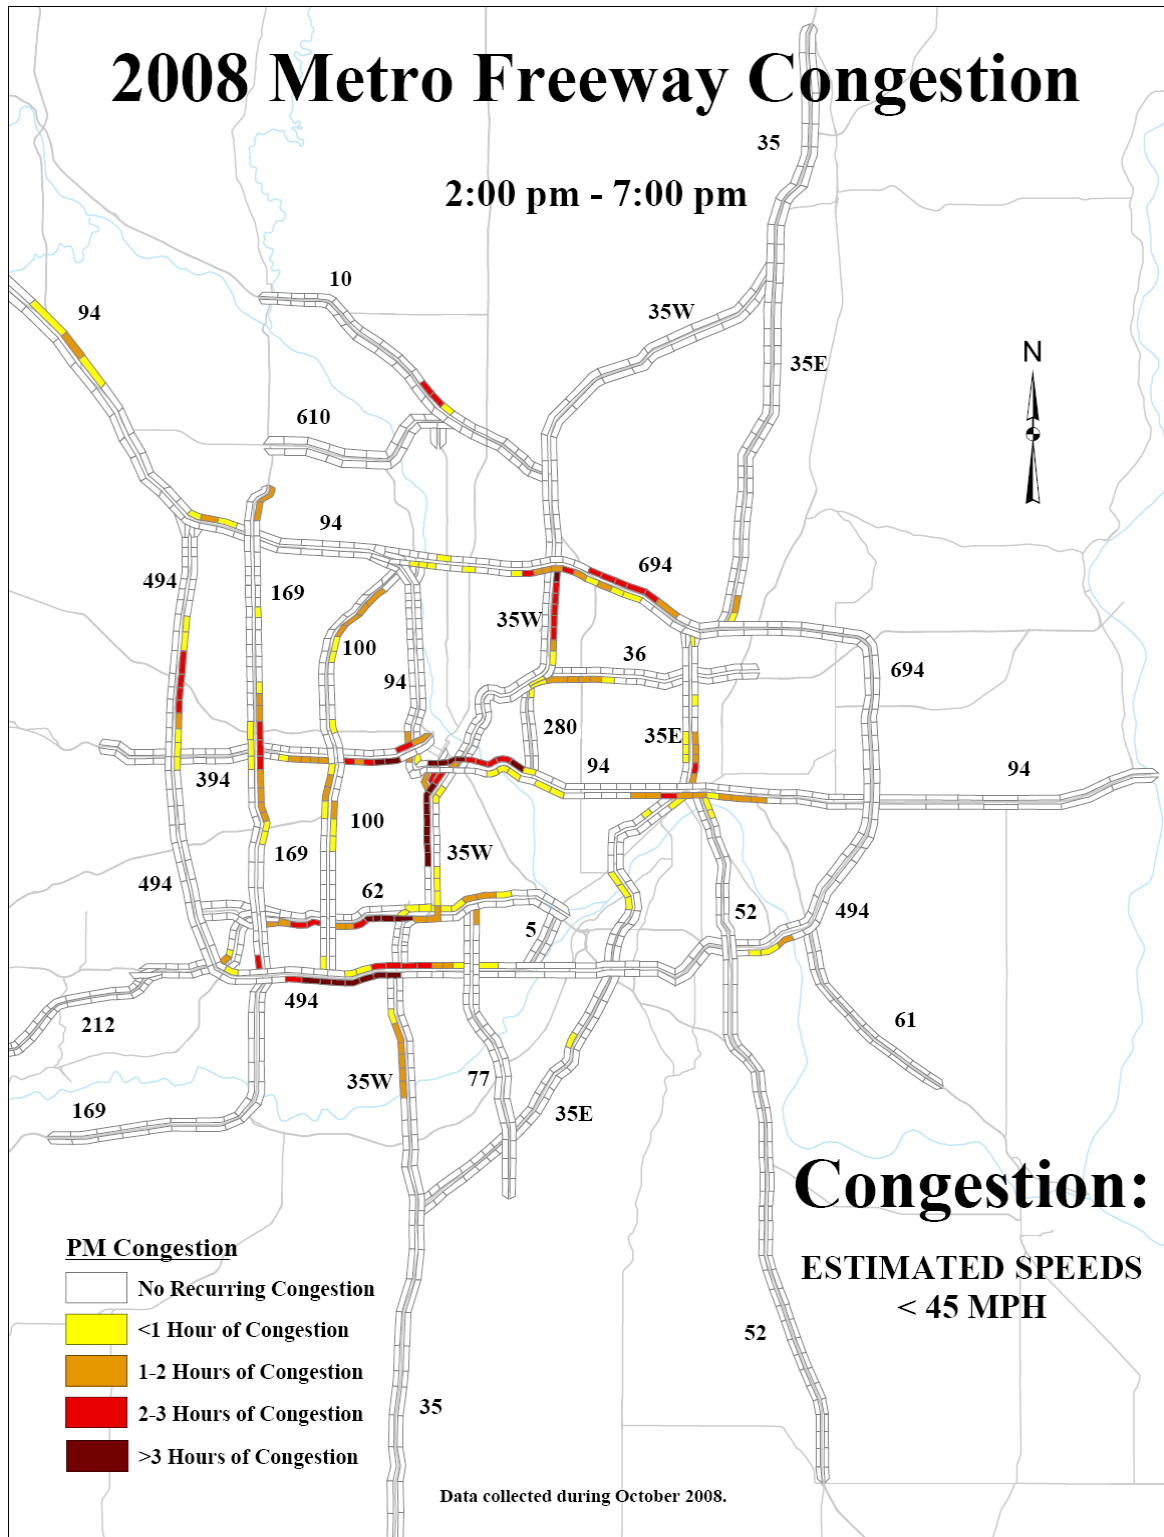 2008 Metro Freeway Congestion
35
2:00 pm - 7:00 pm
10
94
35W
N
35E
610
94
694
494
169
35W
100
36
694
94
280
35E
94
94
394
100
35W
169
62
494
52
494
5
494
61
212
35W
77
169
35E
Congestion:
ESTIMATED SPEEDS
< 45 MPH
PM Congestion
No Recurring Congestion
<1 Hour of Congestion
52
1-2 Hours of Congestion
2-3 Hours of Congestion
35
>3 Hours of Congestion
Data collected during October 2008.